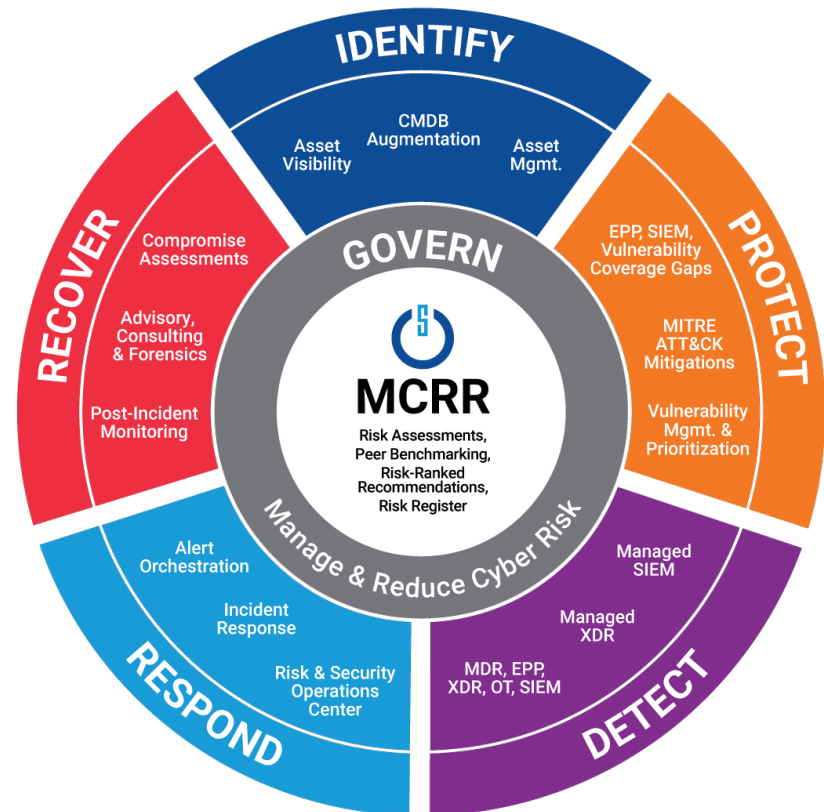 IDENTIFY
Asset
Visibility
CMDB
Augmentation
Asset
Mgmt.
PROTECT
EPP, SIEM,
Vulnerability
Coverage Gaps
MITRE
ATT&CK
Mitigations
Vulnerability
Mgmt. &
Prioritization
DETECT
Managed
SIEM
Managed
XDR
MDR, EPP,
XDR, OT, SIEM
RESPOND
Alert
Orchestration
Incident
Response
Risk & Security
Operations
Center
RECOVER
Compromise
Assessments
Advisory,
Consulting
& Forensics
Post-Incident
Monitoring
GOVERN
MCRR
Risk Assessments,
Peer Benchmarking,
Risk-Ranked
Recommendations,
Risk Register
Manage & Reduce Cyber Risk